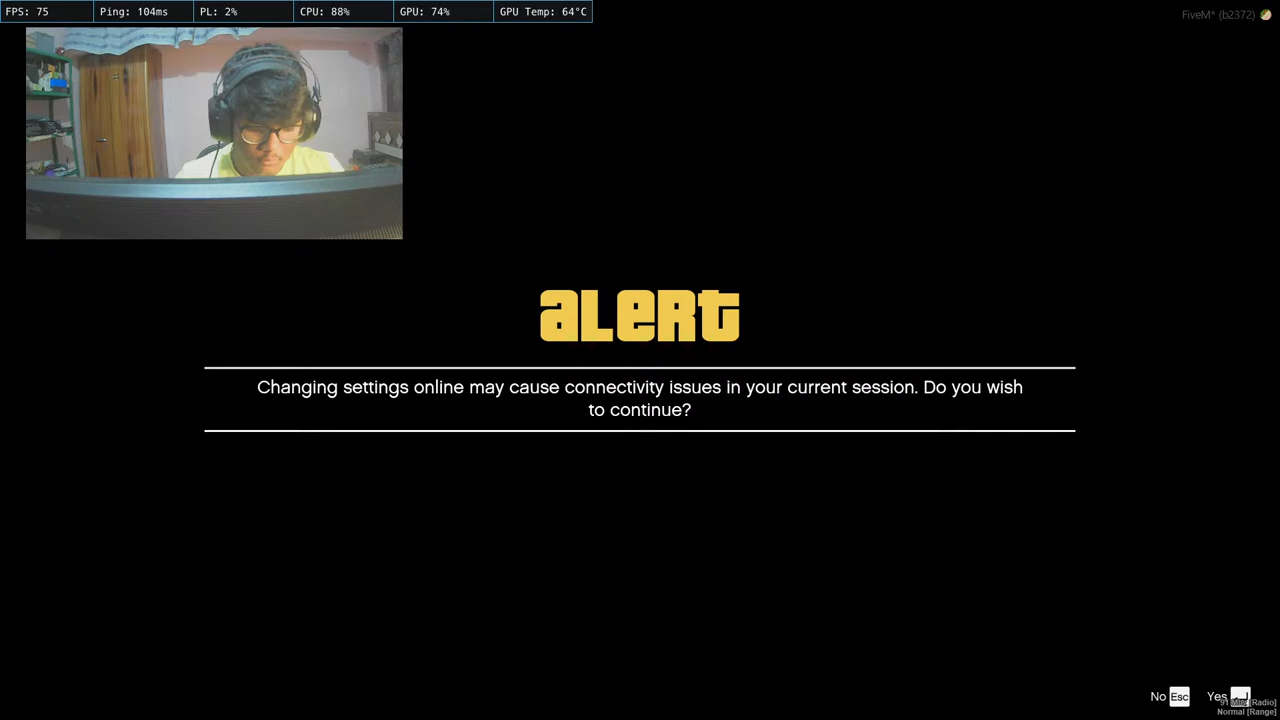 FPS: 75 Ping: 104ms PL: 2% CPU: 88% GPU: 74% GPU Temp: 64°C
FiveM* (b2372)
alert
Changing settings online may cause connectivity issues in your current session. Do you wish
to continue?
No Esc Yes
[Radio]
Normal [Range]